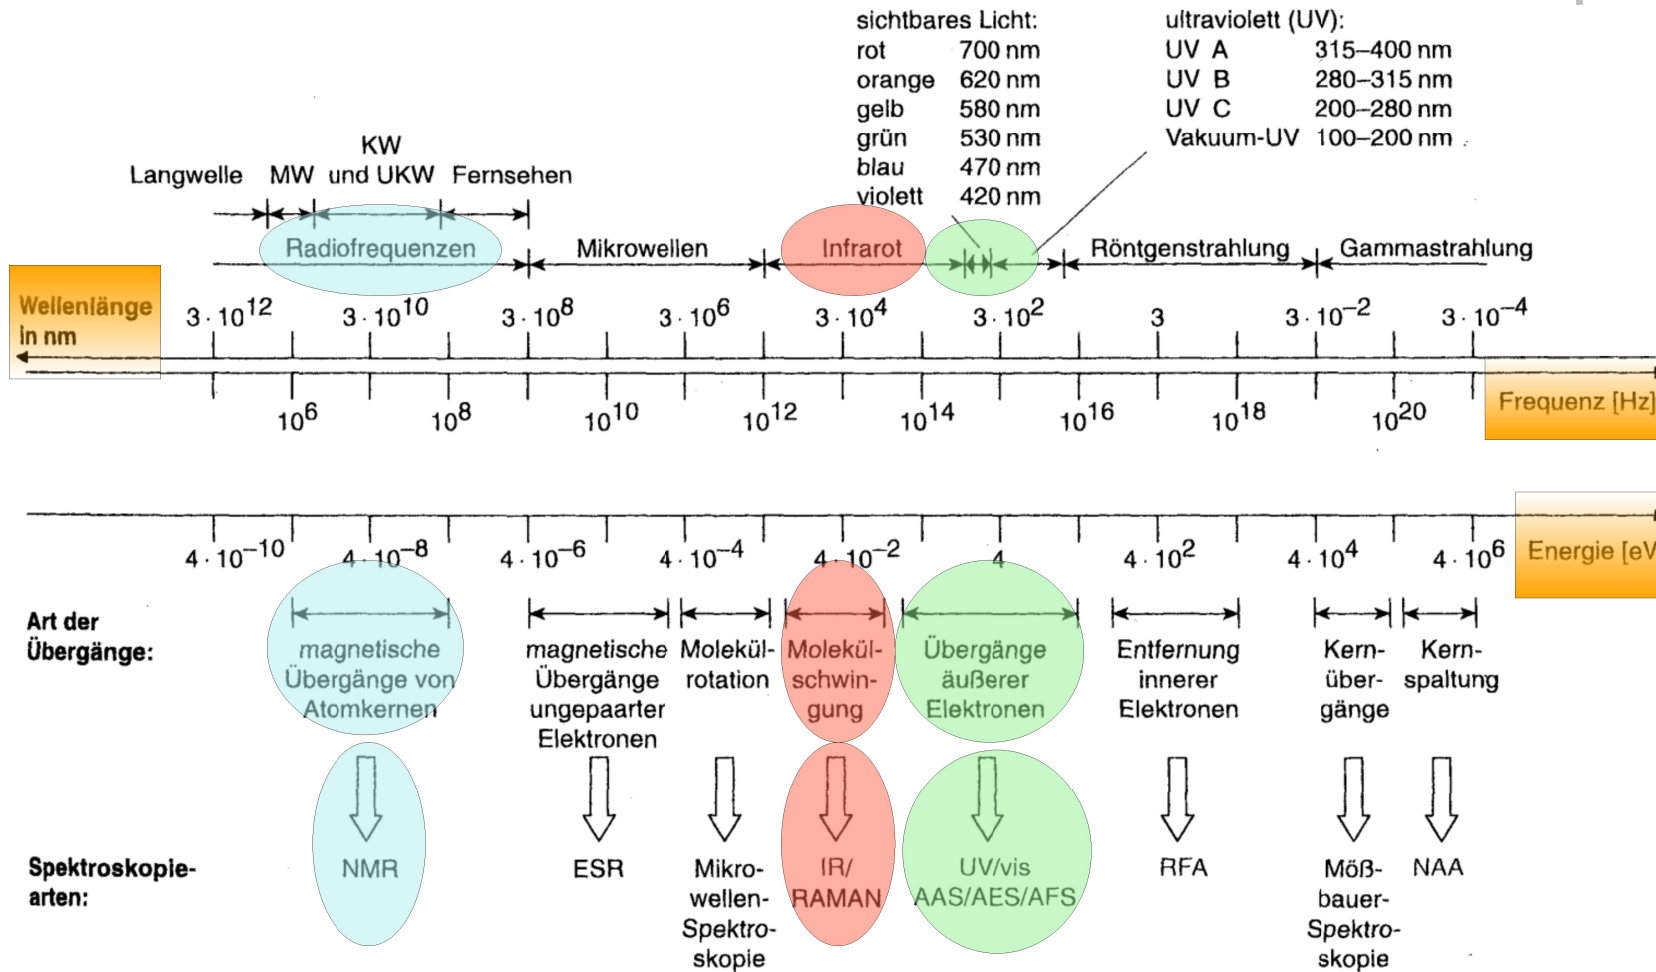 sichtbares Licht:
rot 700 nm
orange 620 nm
gelb 580 nm
grün 530 nm
blau 470 nm
violett 420 nm
ultraviolett (UV):
UV A 315–400 nm
UV B 280–315 nm
UV C 200–280 nm
Vakuum-UV 100–200 nm
KW
Langwelle MW und UKW Fernsehen
Radiofrequenzen Mikrowellen Infrarot Röntgenstrahlung Gammastrahlung
Wellenlänge
in nm
3·10¹² 3·10¹⁰ 3·10⁸ 3·10⁶ 3·10⁴ 3·10² 3 3·10⁻² 3·10⁻⁴
10⁶ 10⁸ 10¹⁰ 10¹² 10¹⁴ 10¹⁶ 10¹⁸ 10²⁰ Frequenz [Hz]
4·10⁻¹⁰ 4·10⁻⁸ 4·10⁻⁶ 4·10⁻⁴ 4·10⁻² 4 4·10² 4·10⁴ 4·10⁶ Energie [eV
Art der
Übergänge:
magnetische
Übergänge von
Atomkernen
magnetische
Übergänge
ungepaarter
Elektronen
Molekül-
rotation
Molekül-
schwin-
gung
Übergänge
äußerer
Elektronen
Entfernung
innerer
Elektronen
Kern-
über-
gänge
Kern-
spaltung
Spektroskopie-
arten:
NMR
ESR
Mikro-
wellen-
Spektro-
skopie
IR/
RAMAN
UV/vis
AAS/AES/AFS
RFA
Möß-
bauer-
Spektro-
skopie
NAA